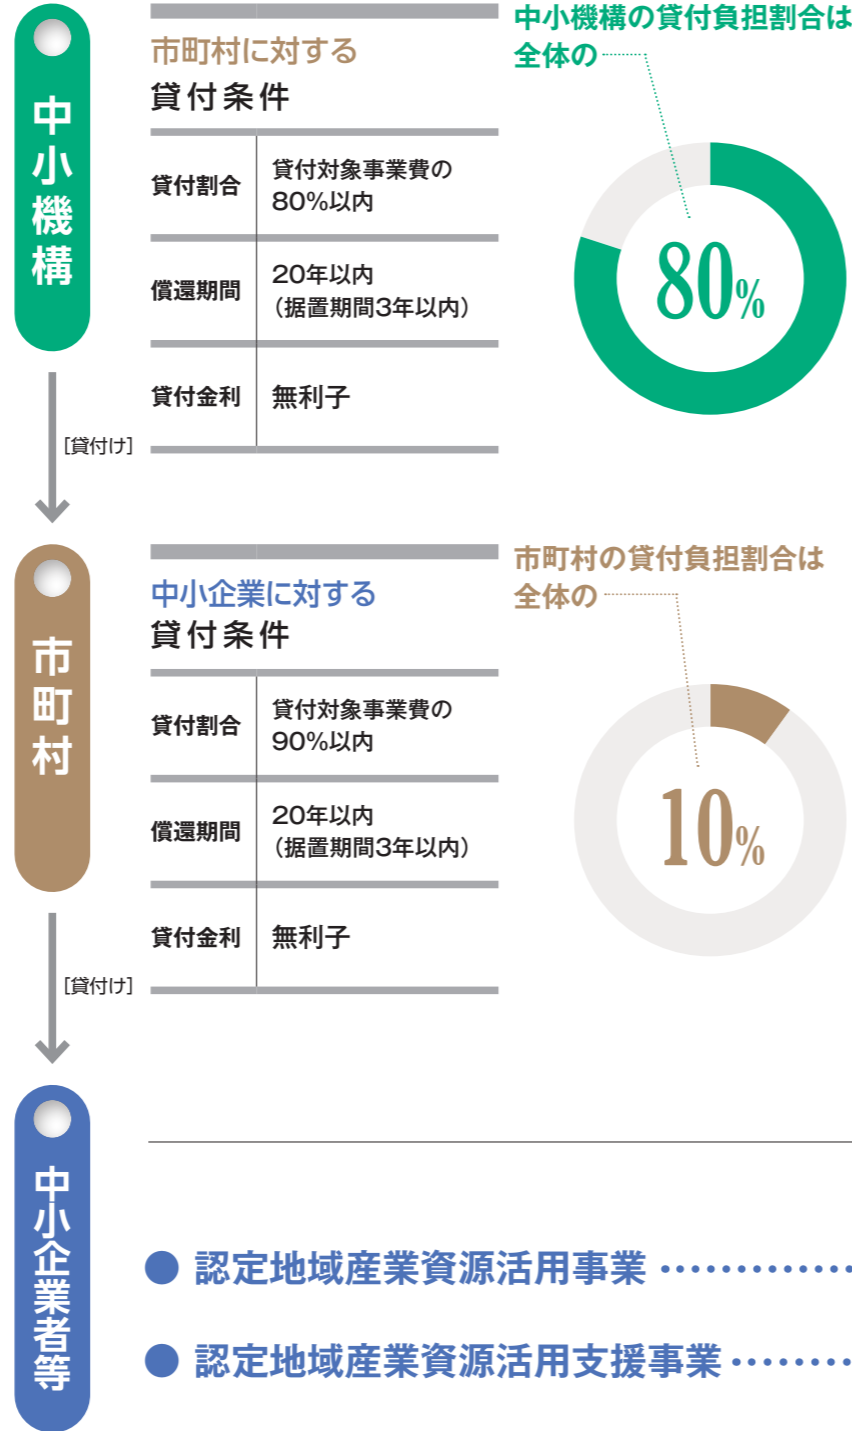 中小機構
市町村に対する
貸付条件
貸付割合
貸付対象事業費の
80%以内
償還期間
20年以内
（据置期間3年以内）
貸付金利
無利子
中小機構の貸付負担割合は
全体の
80%
［貸付け］
市町村
中小企業に対する
貸付条件
貸付割合
貸付対象事業費の
90%以内
償還期間
20年以内
（据置期間3年以内）
貸付金利
無利子
市町村の貸付負担割合は
全体の
10%
［貸付け］
中小企業者等
● 認定地域産業資源活用事業 …………
● 認定地域産業資源活用支援事業 ………